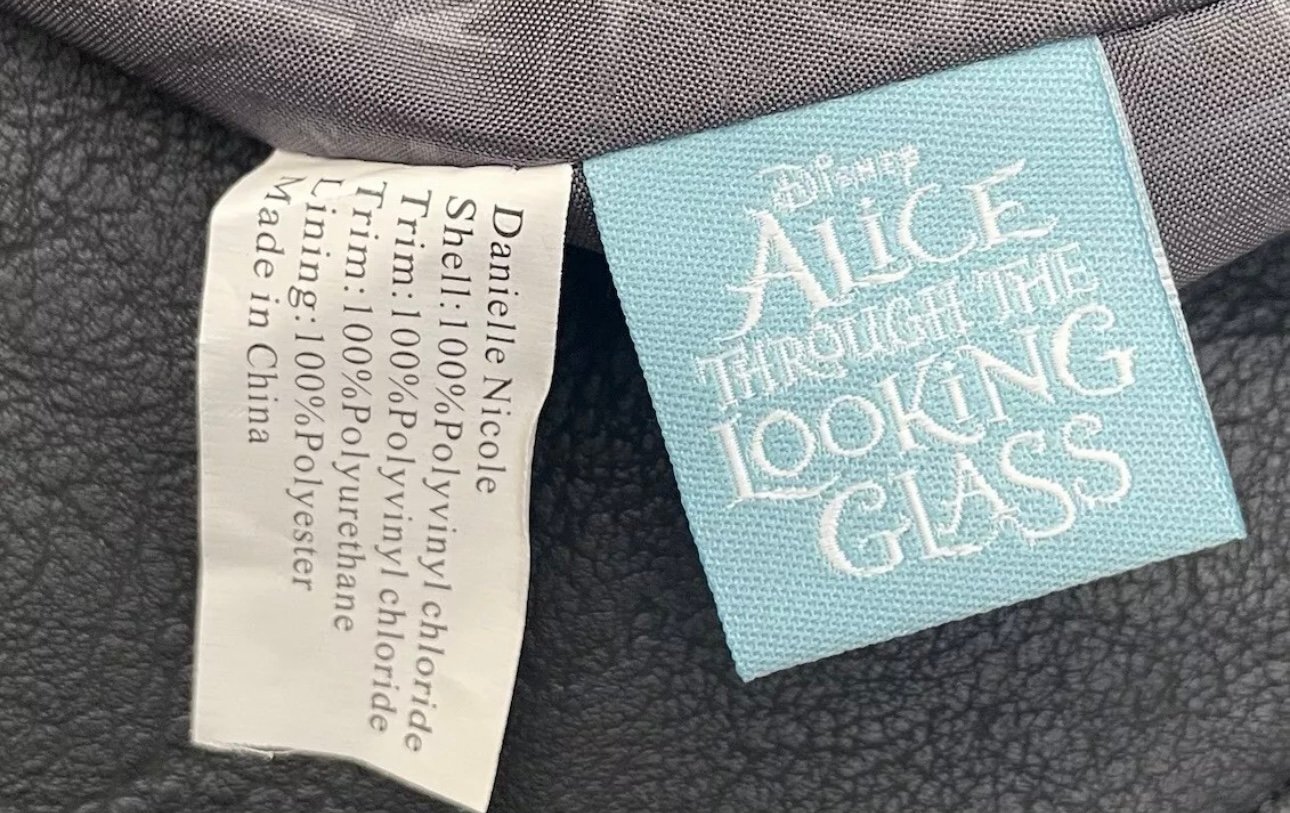 Danielle Nicole
Shell:100%Polyvinyl chloride
Trim:100%Polyvinyl chloride
Trim:100%Polyurethane
Lining:100%Polyester
Made in China
DiSNEY
ALiCE
THROUGH THE
LOOKiNG
GLASS